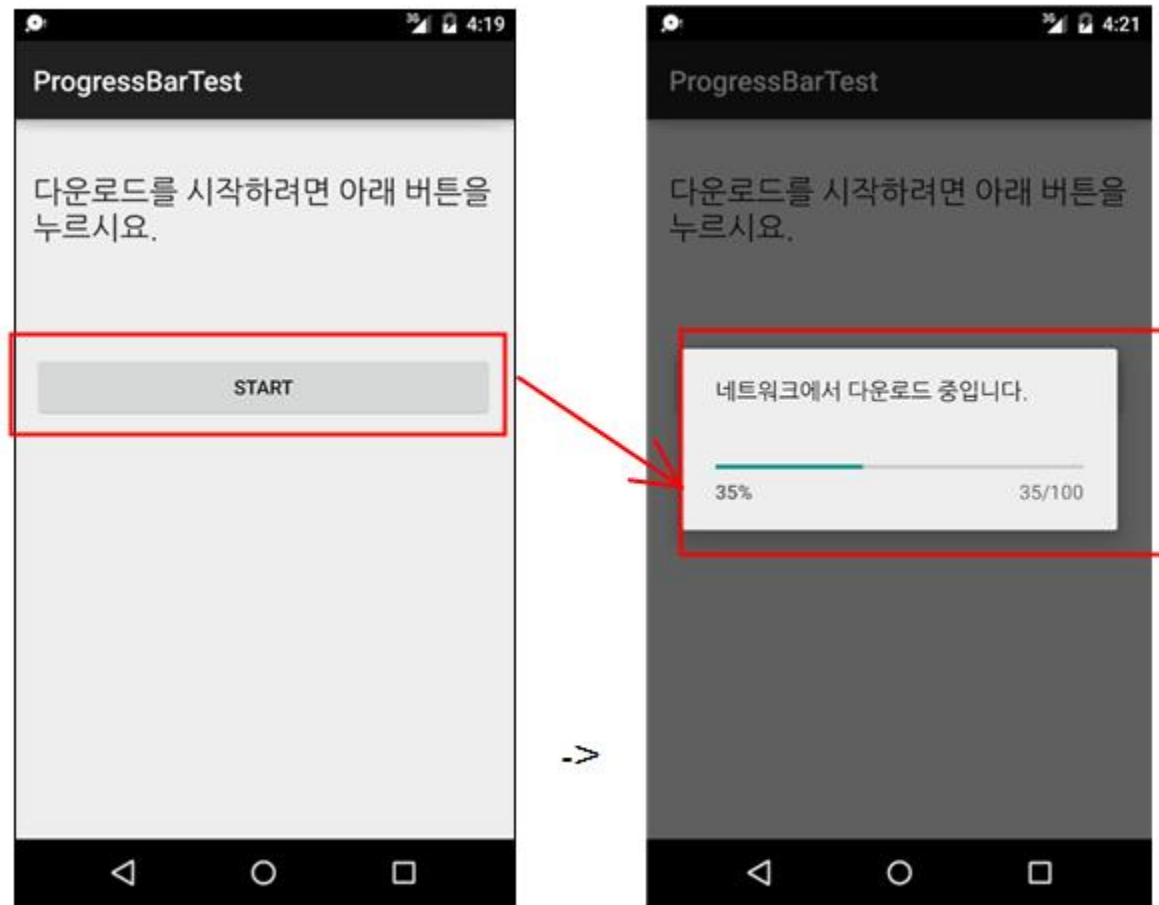 3G 4:19
ProgressBarTest
다운로드를 시작하려면 아래 버튼을
누르시요.
START
->
3G 4:21
ProgressBarTest
다운로드를 시작하려면 아래 버튼을
누르시요.
네트워크에서 다운로드 중입니다.
35% 35/100